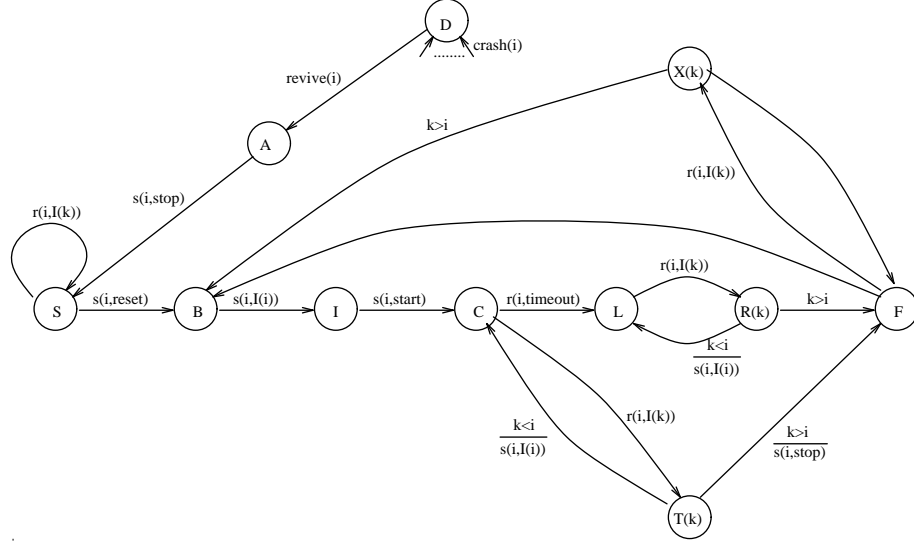 D
crash(i)
........
revive(i)
X(k)
k>i
A
r(i,I(k))
s(i,stop)
r(i,I(k))
r(i,I(k))
S
s(i,reset)
B
s(i,I(i))
I
s(i,start)
C
r(i,timeout)
L
R(k)
k>i
F
k<i
s(i,I(i))
r(i,I(k))
k<i
s(i,I(i))
k>i
s(i,stop)
T(k)